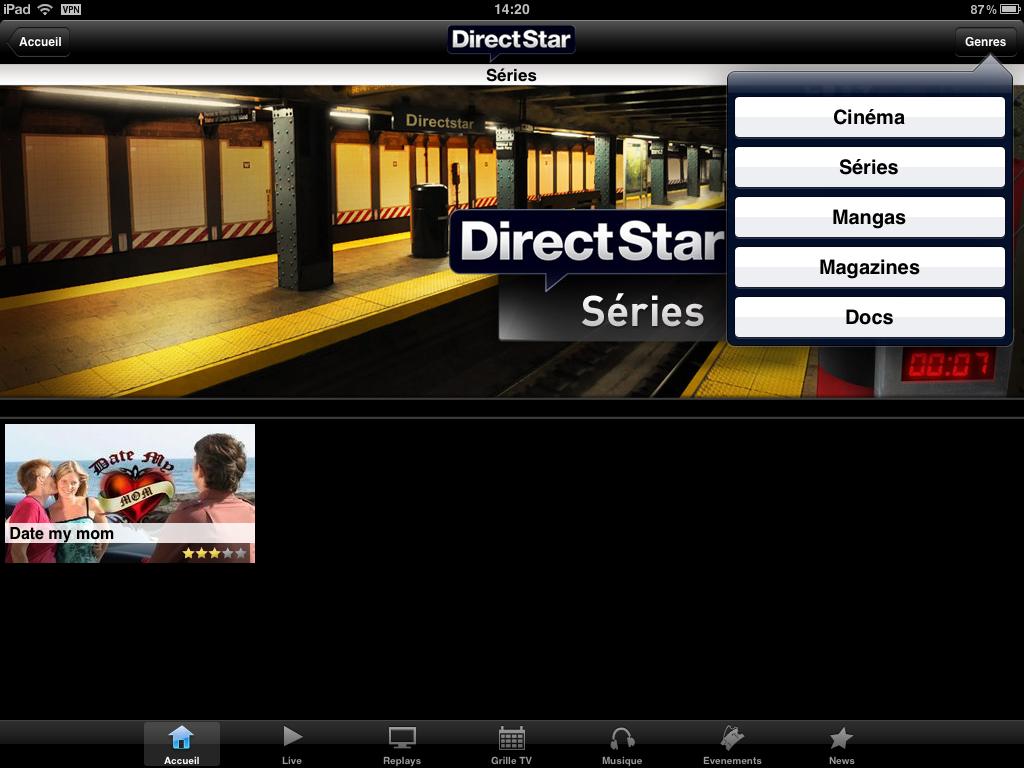 iPad VPN 14:20 87%
Accueil DirectStar Genres
Séries
Cinéma
Séries
Mangas
Magazines
Docs
Directstar
DirectStar
Séries
00:07
Date My
MOM
Date my mom
Accueil Live Replays Grille TV Musique Evenements News